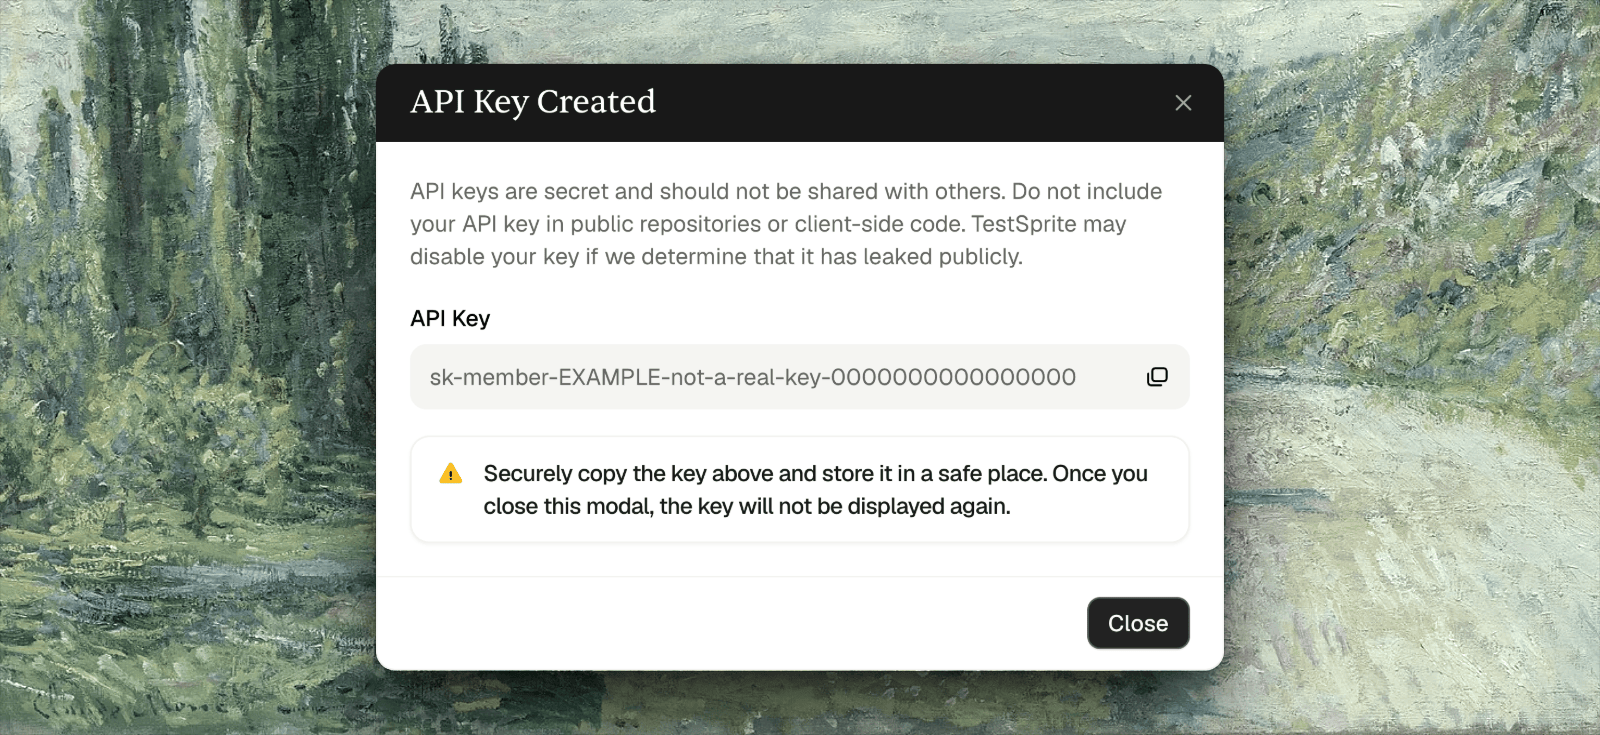 API Key Created
API keys are secret and should not be shared with others. Do not include
your API key in public repositories or client-side code. TestSprite may
disable your key if we determine that it has leaked publicly.
API Key
sk-member-EXAMPLE-not-a-real-key-0000000000000000
Securely copy the key above and store it in a safe place. Once you
close this modal, the key will not be displayed again.
Close
Claude Monet